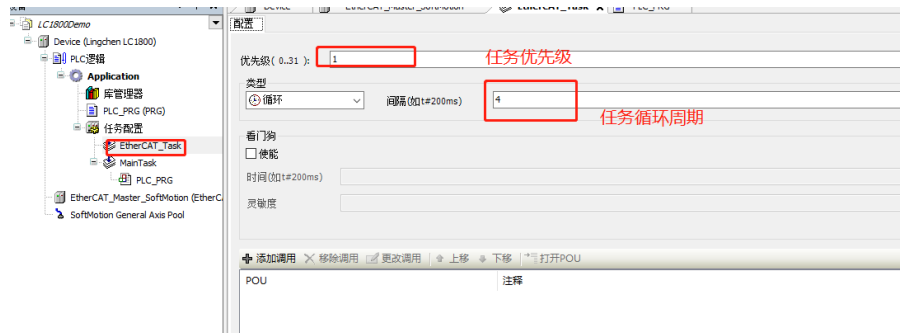 LC1800Demo
Device (Lingchen LC1800)
PLC逻辑
Application
库管理器
PLC_PRG (PRG)
任务配置
EtherCAT_Task
MainTask
PLC_PRG
EtherCAT_Master_SoftMotion (EtherC
SoftMotion General Axis Pool
Device
EtherCAT_Master_SoftMotion
EtherCAT_Task
PLC_PRG
配置
优先级( 0..31 ):
1
任务优先级
类型
循环
间隔(如t#200ms)
4
任务循环周期
看门狗
使能
时间(如t#200ms)
灵敏度
添加调用 移除调用 更改调用 上移 下移 打开POU
POU 注释